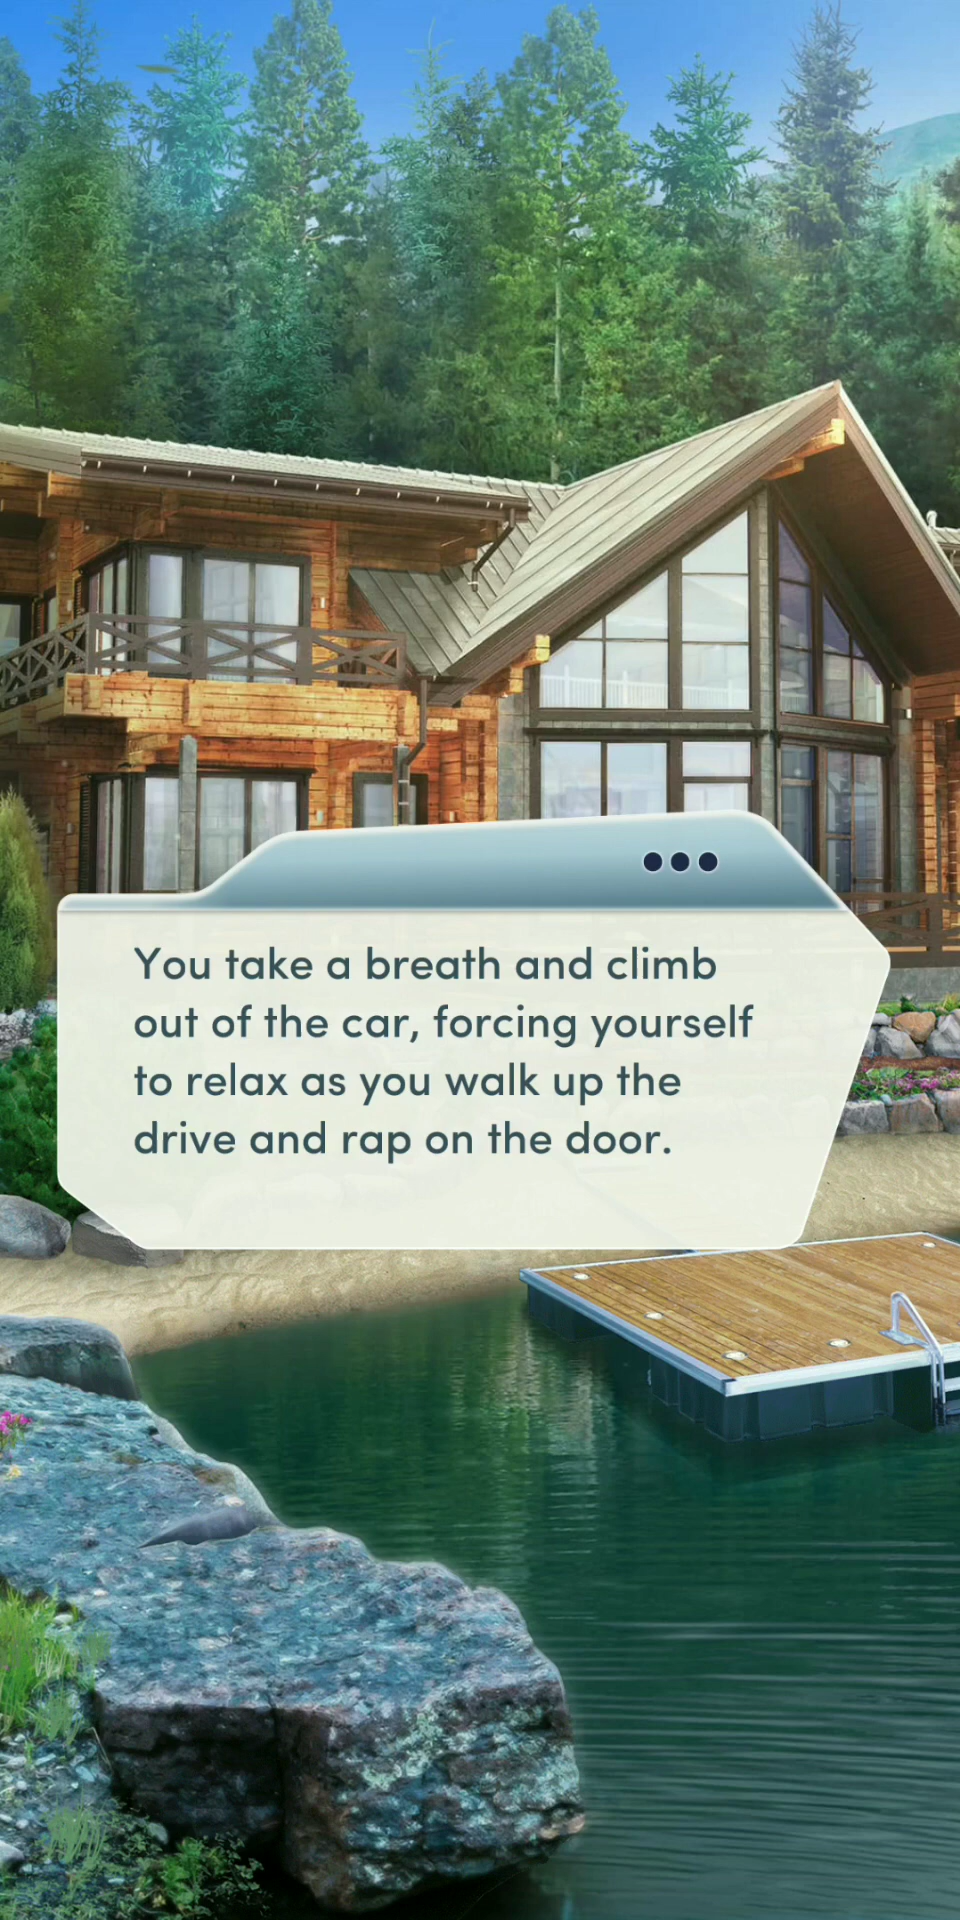 You take a breath and climb
out of the car, forcing yourself
to relax as you walk up the
drive and rap on the door.